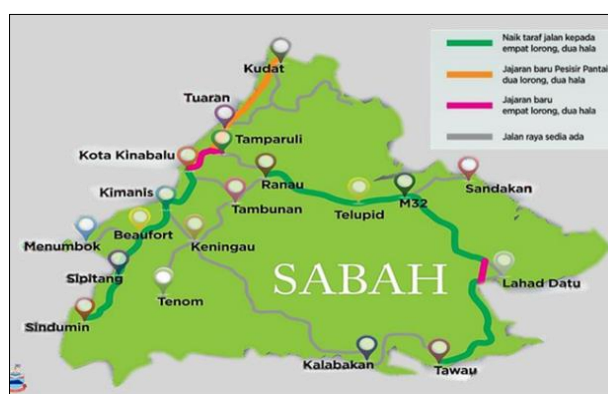 Naik taraf jalan kepada
empat lorong, dua hala
Jajaran baru Pesisir Pantai
dua lorong, dua hala
Jajaran baru
empat lorong, dua hala
Jalan raya sedia ada
Kudat
Tuaran
Tamparuli
Kota Kinabalu
Ranau
Sandakan
Kimanis
Tambunan
Telupid
M32
Beaufort
Menumbok
Keningau
Sipitang
Tenom
SABAH
Lahad Datu
Sindumin
Kalabakan
Tawau